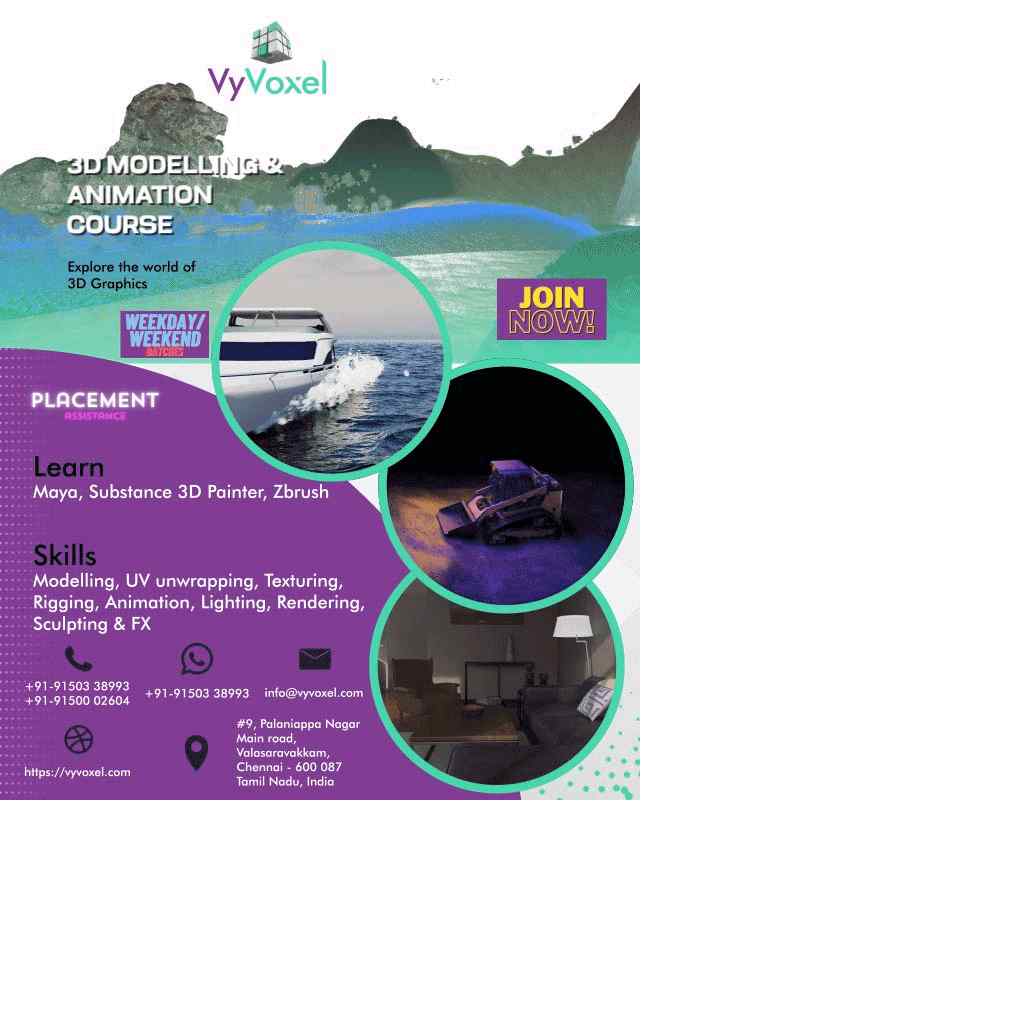 VyVoxel
3D MODELLING &
ANIMATION
COURSE
Explore the world of
3D Graphics
WEEKDAY/
WEEKEND
BATCHES
JOIN
NOW!
PLACEMENT
ASSISTANCE
Learn
Maya, Substance 3D Painter, Zbrush
Skills
Modelling, UV unwrapping, Texturing,
Rigging, Animation, Lighting, Rendering,
Sculpting & FX
+91-91503 38993
+91-91500 02604
+91-91503 38993
info@vyvoxel.com
https://vyvoxel.com
#9, Palaniappa Nagar
Main road,
Valasaravakkam,
Chennai - 600 087
Tamil Nadu, India